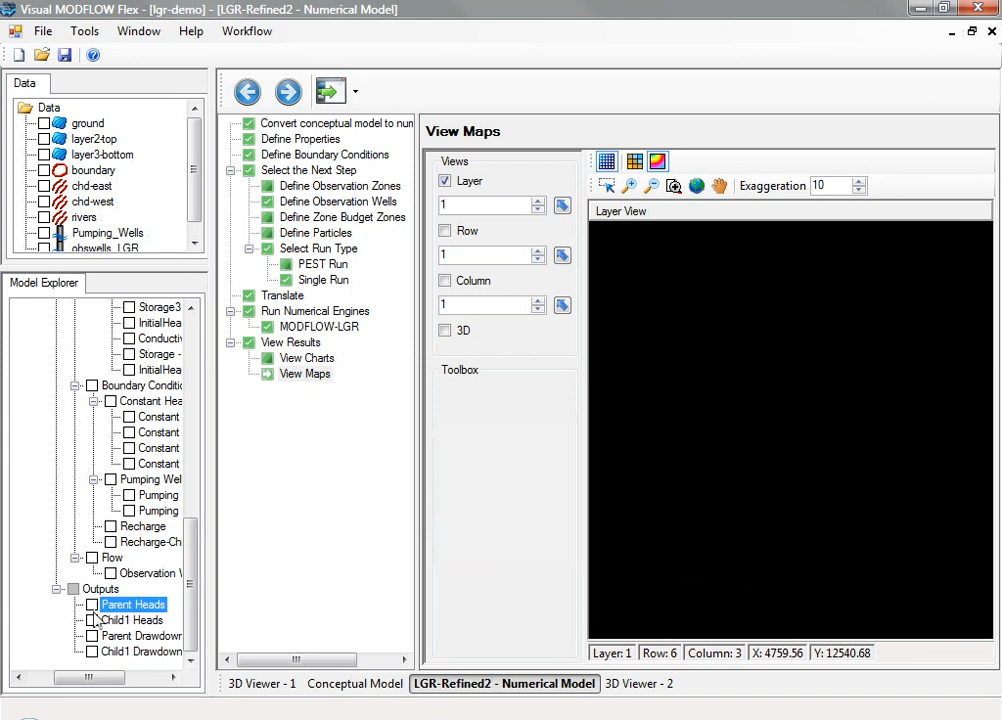 Visual MODFLOW Flex - [lgr-demo] - [LGR-Refined2 - Numerical Model]
File Tools Window Help Workflow
Data
Data
ground
layer2-top
layer3-bottom
boundary
chd-east
chd-west
rivers
Pumping_Wells
obswells_LGR
Model Explorer
Storage3
InitialHea
Conductiv
Storage -
InitialHea
Boundary Conditic
Constant Hea
Constant
Constant
Constant
Constant
Pumping Wel
Pumping
Pumping
Recharge
Recharge-Ch
Flow
Observation W
Outputs
Parent Heads
Child1 Heads
Parent Drawdown
Child1 Drawdown
Convert conceptual model to num
Define Properties
Define Boundary Conditions
Select the Next Step
Define Observation Zones
Define Observation Wells
Define Zone Budget Zones
Define Particles
Select Run Type
PEST Run
Single Run
Translate
Run Numerical Engines
MODFLOW-LGR
View Results
View Charts
View Maps
View Maps
Views
Layer
1
Row
1
Column
1
3D
Toolbox
Exaggeration 10
Layer View
Layer: 1 Row: 6 Column: 3 X: 4759.56 Y: 12540.68
3D Viewer - 1 Conceptual Model LGR-Refined2 - Numerical Model 3D Viewer - 2